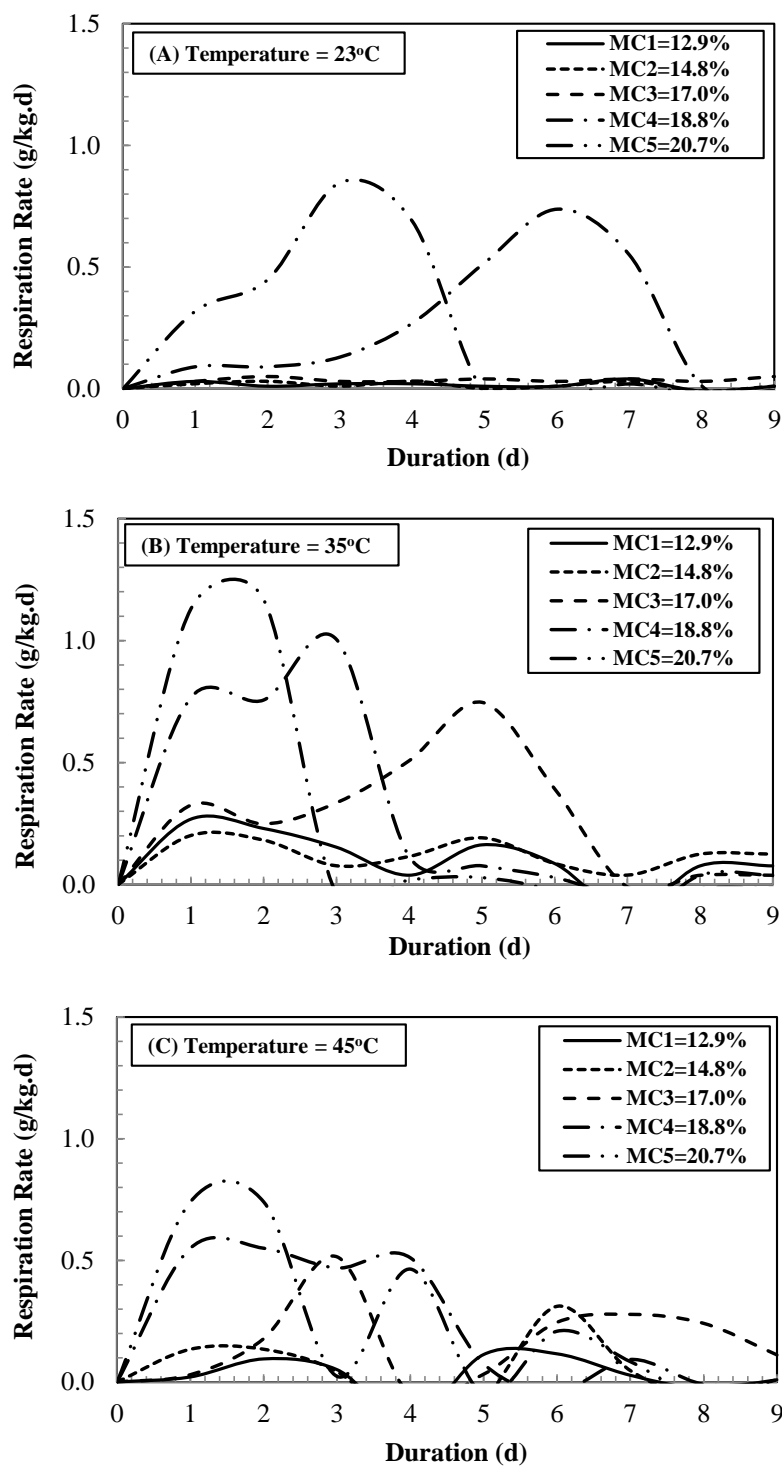 (A) Temperature = 23°C
MC1=12.9%
MC2=14.8%
MC3=17.0%
MC4=18.8%
MC5=20.7%
Respiration Rate (g/kg.d)
1.5
1.0
0.5
0.0
0 1 2 3 4 5 6 7 8 9
Duration (d)
(B) Temperature = 35°C
MC1=12.9%
MC2=14.8%
MC3=17.0%
MC4=18.8%
MC5=20.7%
Respiration Rate (g/kg.d)
1.5
1.0
0.5
0.0
0 1 2 3 4 5 6 7 8 9
Duration (d)
(C) Temperature = 45°C
MC1=12.9%
MC2=14.8%
MC3=17.0%
MC4=18.8%
MC5=20.7%
Respiration Rate (g/kg.d)
1.5
1.0
0.5
0.0
0 1 2 3 4 5 6 7 8 9
Duration (d)